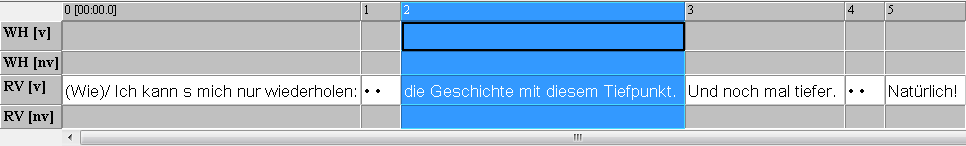 0 [00:00.0] 1 2 3 4 5
WH [v]
WH [nv]
RV [v] (Wie)/ Ich kann s mich nur wiederholen: • • die Geschichte mit diesem Tiefpunkt. Und noch mal tiefer. • • Natürlich!
RV [nv]